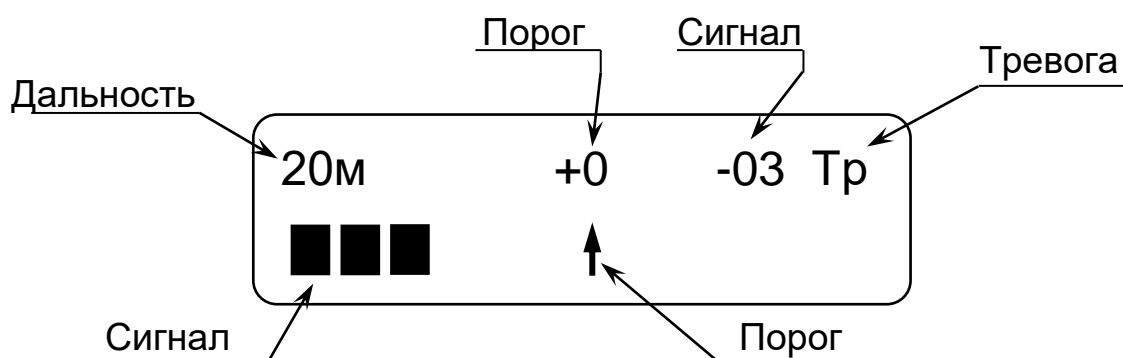 Порог Сигнал
Тревога
Дальность
20м +0 -03 Тр
Сигнал Порог